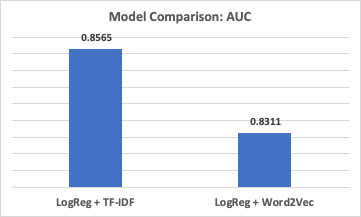 Model Comparison: AUC
0.8565
0.8311
LogReg + TF-IDF
LogReg + Word2Vec